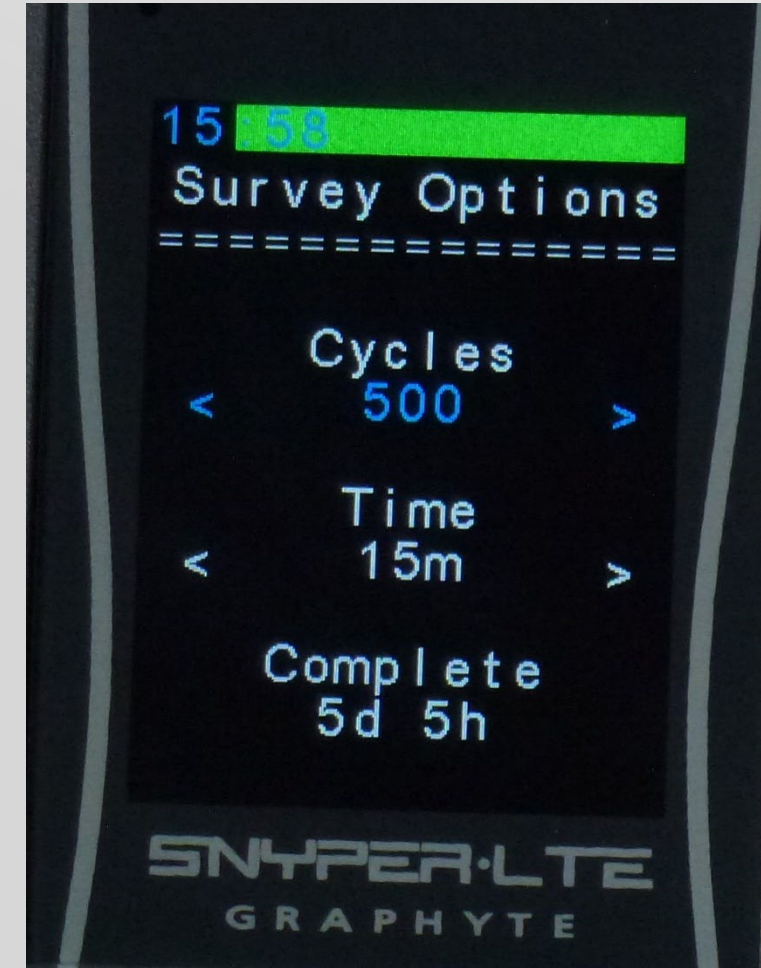 15:58
Survey Options
===============
Cycles
< 500 >
Time
< 15m >
Complete
5d 5h
SNYPER·LTE
GRAPHYTE